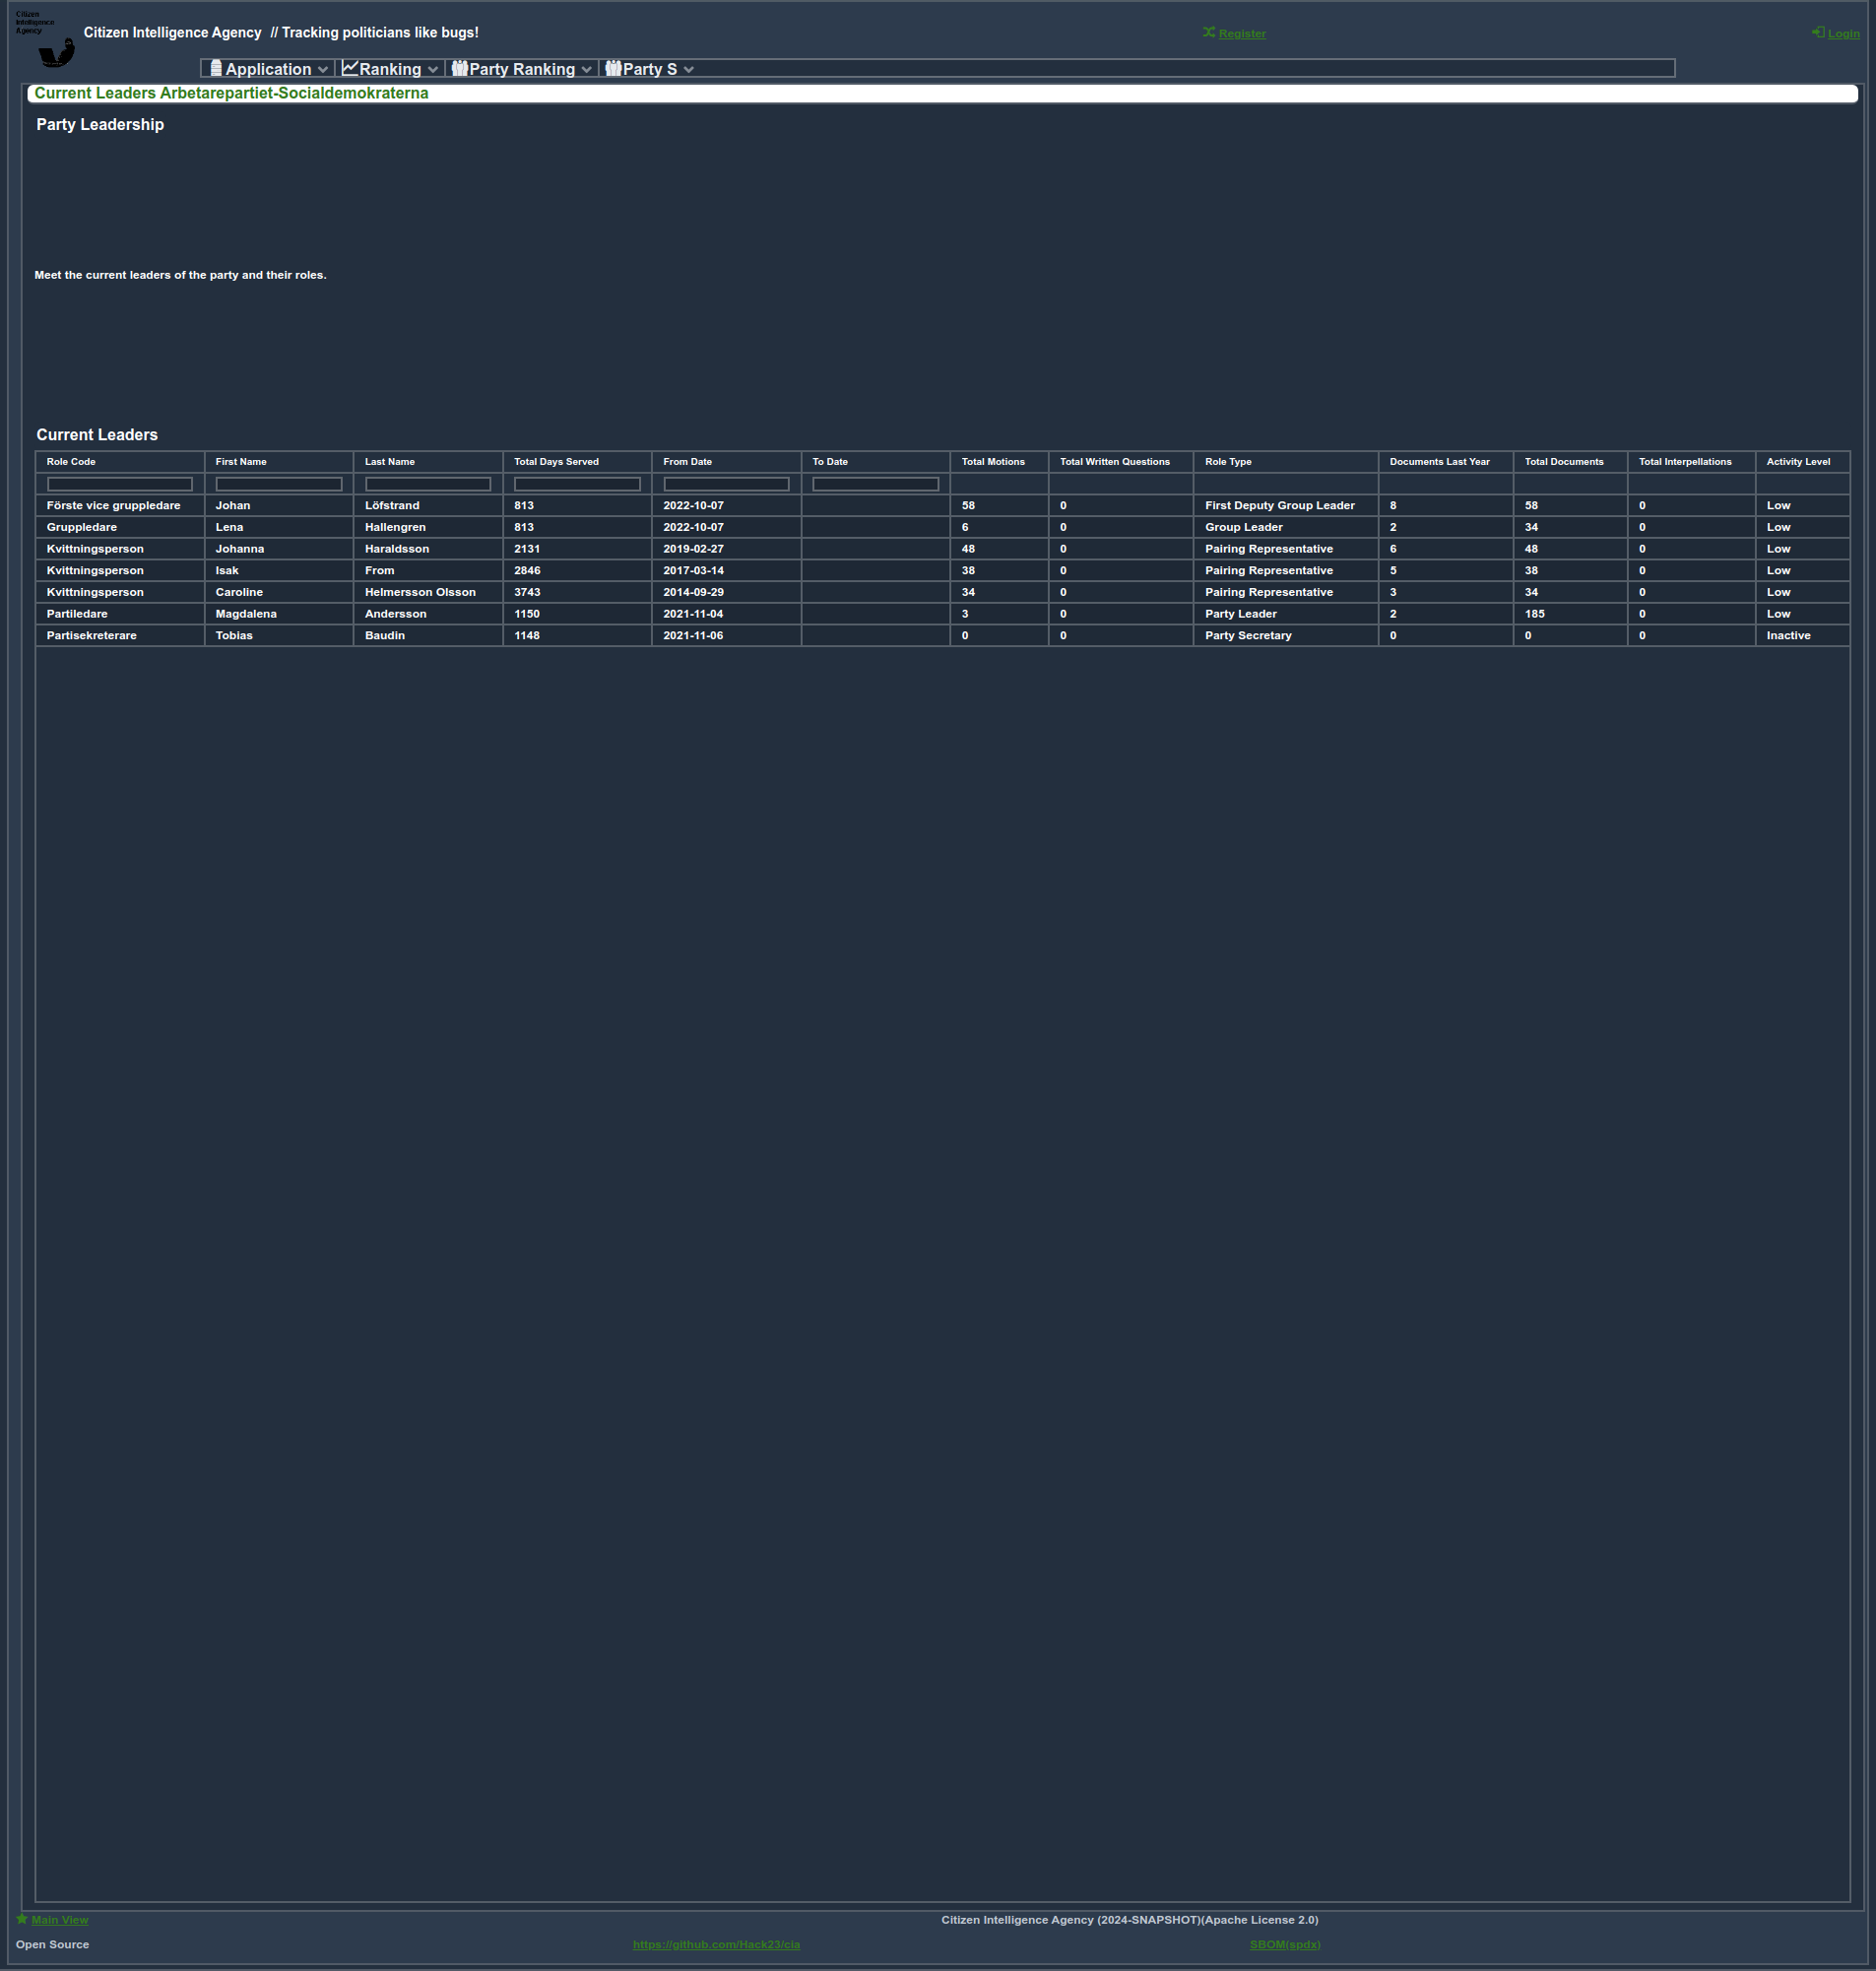 Citizen
Intelligence
Agency
Citizen Intelligence Agency // Tracking politicians like bugs!
Register
Login
Application Ranking Party Ranking Party S
Current Leaders Arbetarepartiet-Socialdemokraterna
Party Leadership
Meet the current leaders of the party and their roles.
Current Leaders
Role Code First Name Last Name Total Days Served From Date To Date Total Motions Total Written Questions Role Type Documents Last Year Total Documents Total Interpellations Activity Level
Förste vice gruppledare Johan Löfstrand 813 2022-10-07 58 0 First Deputy Group Leader 8 58 0 Low
Gruppledare Lena Hallengren 813 2022-10-07 6 0 Group Leader 2 34 0 Low
Kvittningsperson Johanna Haraldsson 2131 2019-02-27 48 0 Pairing Representative 6 48 0 Low
Kvittningsperson Isak From 2846 2017-03-14 38 0 Pairing Representative 5 38 0 Low
Kvittningsperson Caroline Helmersson Olsson 3743 2014-09-29 34 0 Pairing Representative 3 34 0 Low
Partiledare Magdalena Andersson 1150 2021-11-04 3 0 Party Leader 2 185 0 Low
Partisekreterare Tobias Baudin 1148 2021-11-06 0 0 Party Secretary 0 0 0 Inactive
Main View Citizen Intelligence Agency (2024-SNAPSHOT)(Apache License 2.0)
Open Source https://github.com/Hack23/cia SBOM(spdx)